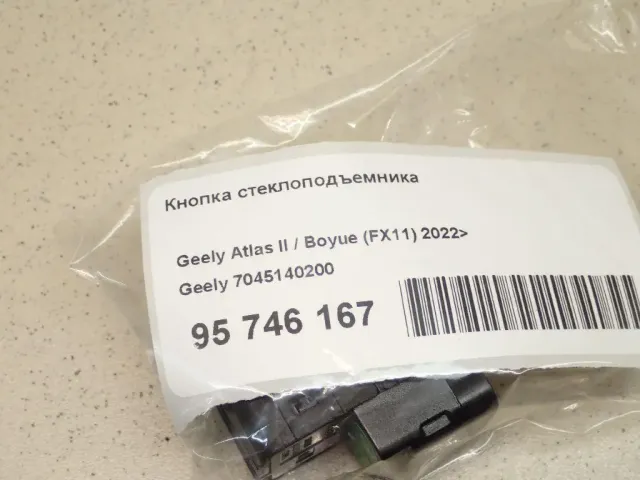 Кнопка стеклоподъемника
Geely Atlas II / Boyue (FX11) 2022>
Geely 7045140200
95 746 167